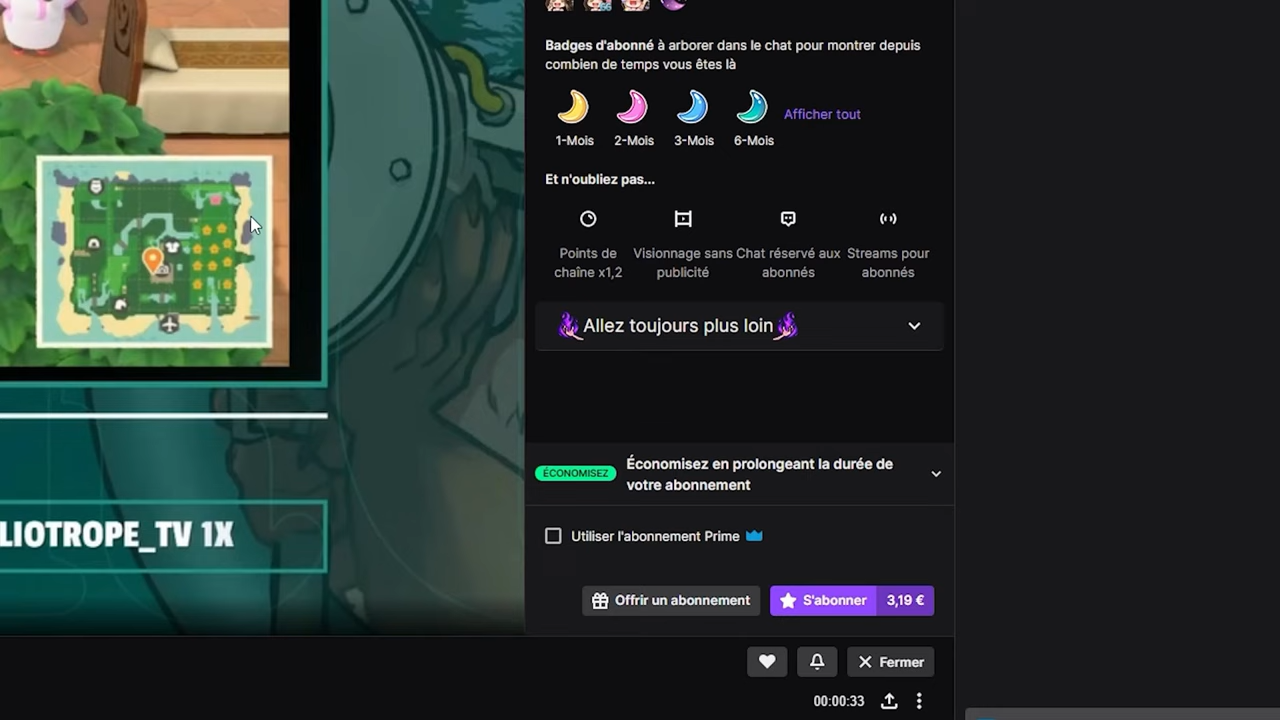 Badges d'abonné à arborer dans le chat pour montrer depuis
combien de temps vous êtes là
1-Mois 2-Mois 3-Mois 6-Mois Afficher tout
Et n'oubliez pas...
Points de
chaîne x1,2
Visionnage sans
publicité
Chat réservé aux
abonnés
Streams pour
abonnés
Allez toujours plus loin
ÉCONOMISEZ
Économisez en prolongeant la durée de
votre abonnement
Utiliser l'abonnement Prime
Offrir un abonnement
S'abonner 3,19 €
LIOTROPE_TV 1X
Fermer
00:00:33